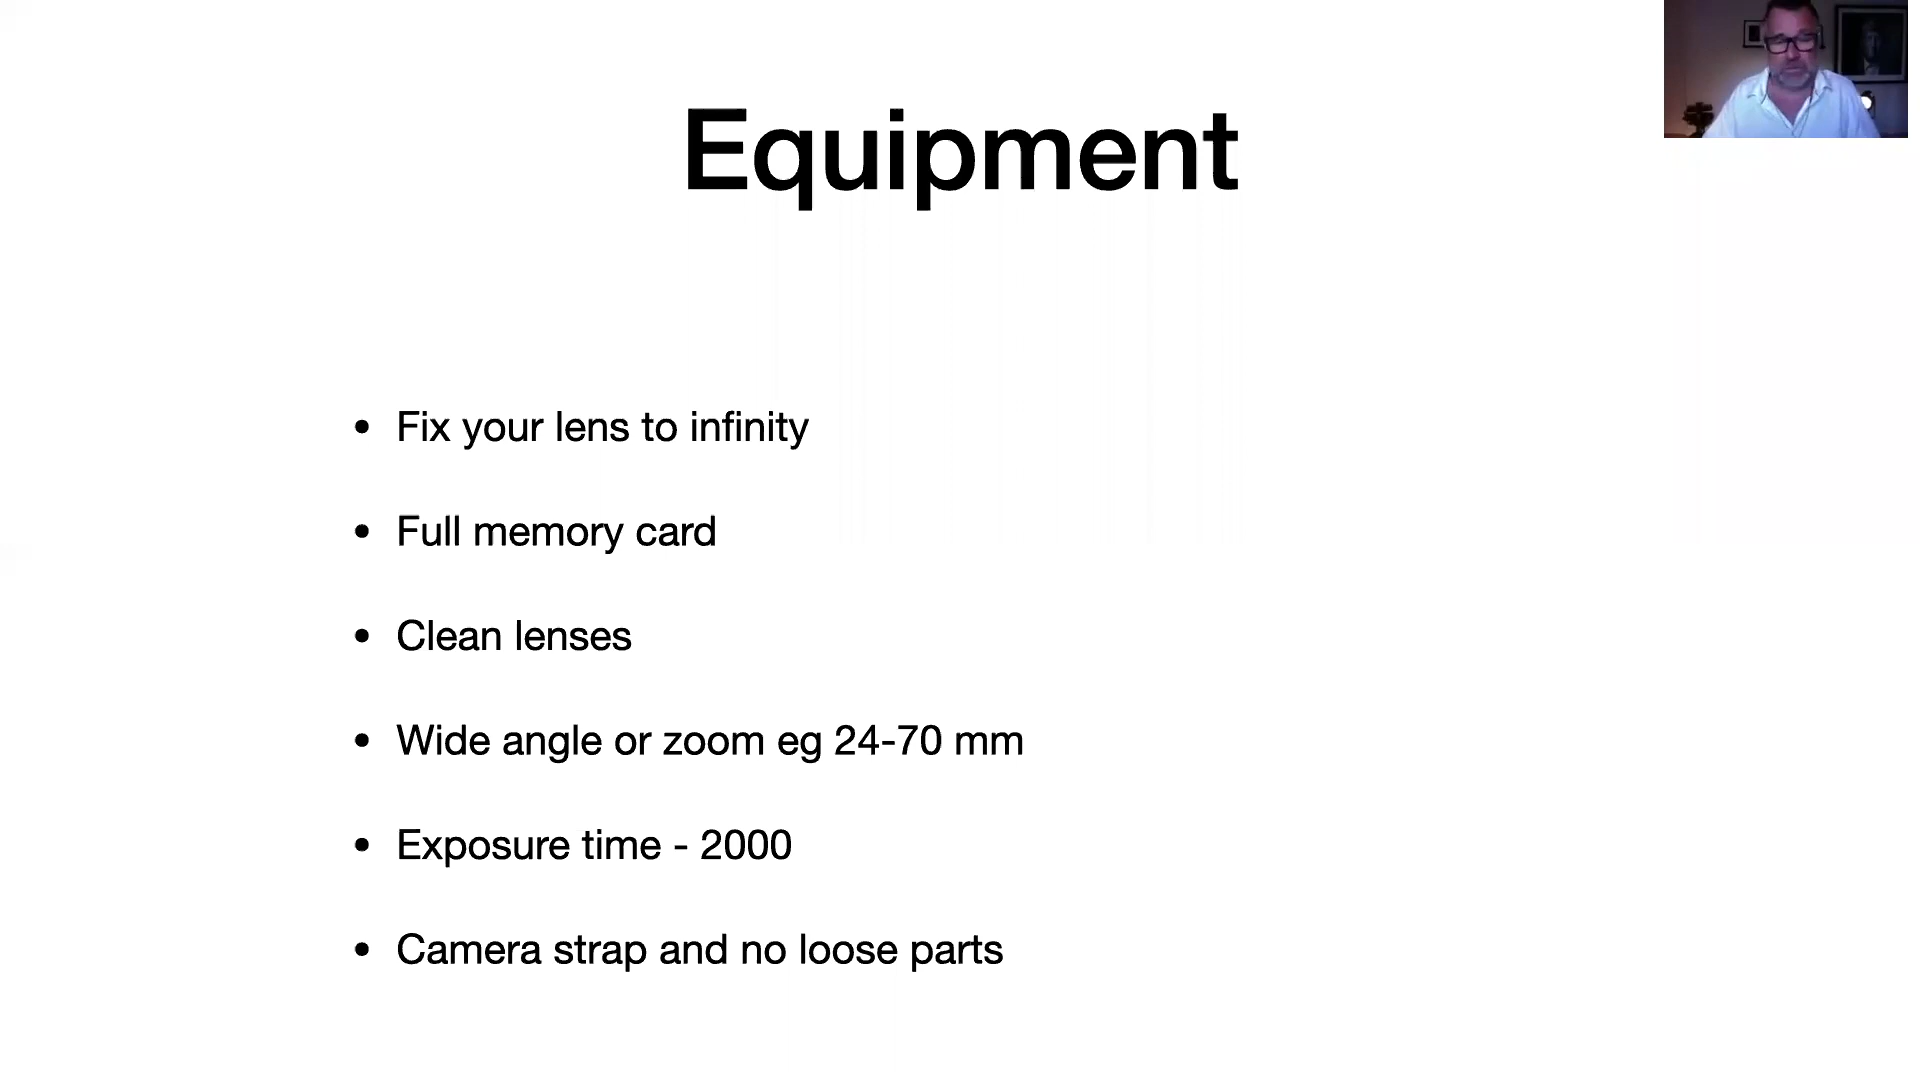 Equipment
• Fix your lens to infinity
• Full memory card
• Clean lenses
• Wide angle or zoom eg 24-70 mm
• Exposure time - 2000
• Camera strap and no loose parts